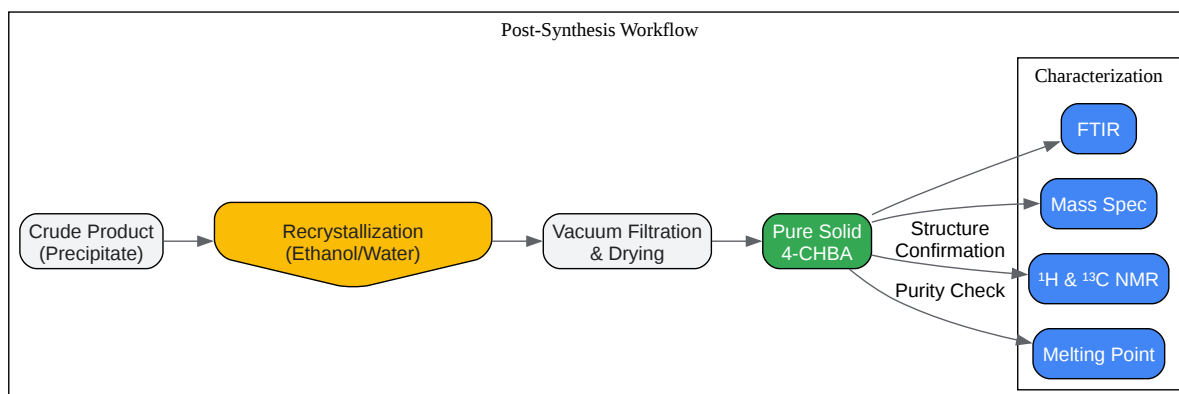 Post-Synthesis Workflow
Characterization
FTIR
Mass Spec
Crude Product
(Precipitate)
Recrystallization
(Ethanol/Water)
Vacuum Filtration
& Drying
Pure Solid
4-CHBA
Structure
Confirmation
¹H & ¹³C NMR
Purity Check
Melting Point